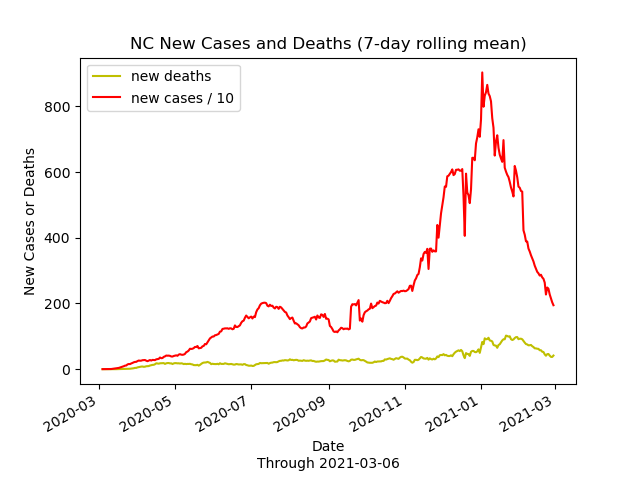 NC New Cases and Deaths (7-day rolling mean)
new deaths
new cases / 10
New Cases or Deaths
800
600
400
200
0
2020-03
2020-05
2020-07
2020-09
2020-11
2021-01
2021-03
Date
Through 2021-03-06